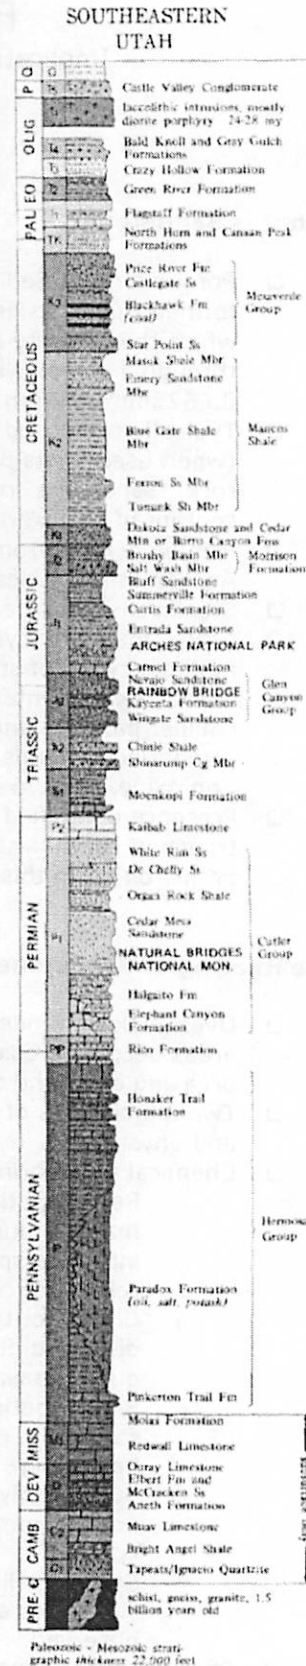 SOUTHEASTERN
UTAH
P Q
OLIG
EO
PAL
CRETACEOUS
JURASSIC
TRIASSIC
PERMIAN
PENNSYLVANIAN
MISS
DEV
CAMB
PRE-Є
Castle Valley Conglomerate
laccolithic intrusions, mostly
diorite porphyry 24-28 my
Bald Knoll and Gray Gulch
Formations
Crazy Hollow Formation
Green River Formation
Flagstaff Formation
North Horn and Canaan Peak
Formations
Price River Fm
Castlegate Ss
Blackhawk Fm
(coal)
Star Point Ss
Mesaverde
Group
Masuk Shale Mbr
Emery Sandstone
Mbr
Blue Gate Shale
Mbr
Ferron Ss Mbr
Tununk Sh Mbr
Mancos
Shale
Dakota Sandstone and Cedar
Mtn or Burro Canyon Fms
Brushy Basin Mbr
Salt Wash Mbr
Morrison
Formation
Bluff Sandstone
Summerville Formation
Curtis Formation
Entrada Sandstone
ARCHES NATIONAL PARK
Carmel Formation
Navajo Sandstone
RAINBOW BRIDGE
Kayenta Formation
Wingate Sandstone
Glen
Canyon
Group
Chinle Shale
Shinarump Cg Mbr
Moenkopi Formation
Kaibab Limestone
White Rim Ss
De Chelly Ss
Organ Rock Shale
Cedar Mesa
Sandstone
NATURAL BRIDGES
NATIONAL MON.
Halgaito Fm
Elephant Canyon
Formation
Cutler
Group
Rico Formation
Honaker Trail
Formation
Paradox Formation
(oil, salt, potash)
Pinkerton Trail Fm
Hermosa
Group
Molas Formation
Redwall Limestone
Ouray Limestone
Elbert Fm and
McCracken Ss
Aneth Formation
Muav Limestone
Bright Angel Shale
Tapeats/Ignacio Quartzite
schist, gneiss, granite, 1.5
billion years old
Paleozoic - Mesozoic strati-
graphic thickness 22,000 feet